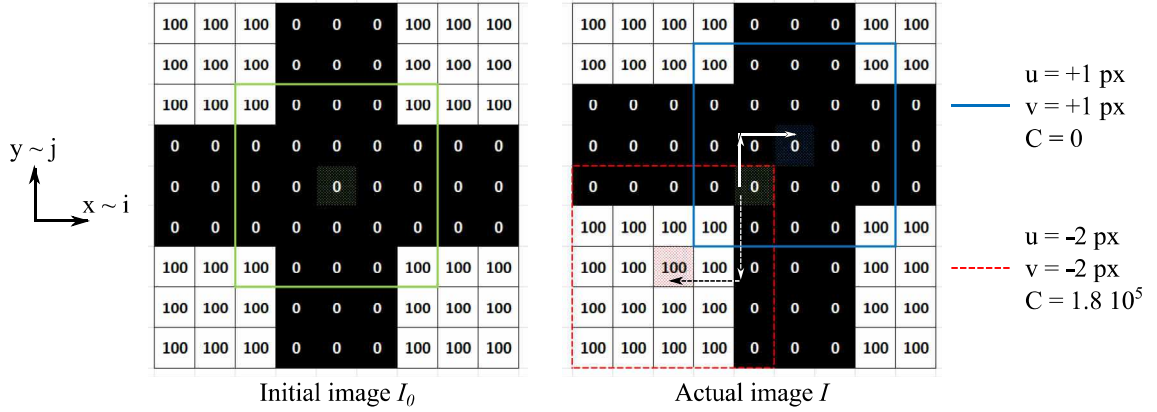 y ~ j
x ~ i
100 100 100 0 0 0 100 100 100
100 100 100 0 0 0 100 100 100
100 100 100 0 0 0 100 100 100
0 0 0 0 0 0 0 0 0
0 0 0 0 0 0 0 0 0
0 0 0 0 0 0 0 0 0
100 100 100 0 0 0 100 100 100
100 100 100 0 0 0 100 100 100
100 100 100 0 0 0 100 100 100
Initial image I₀
100 100 100 100 0 0 0 100 100
100 100 100 100 0 0 0 100 100
0 0 0 0 0 0 0 0 0
0 0 0 0 0 0 0 0 0
0 0 0 0 0 0 0 0 0
100 100 100 100 0 0 0 100 100
100 100 100 100 0 0 0 100 100
100 100 100 100 0 0 0 100 100
100 100 100 100 0 0 0 100 100
Actual image I
u = +1 px
v = +1 px
C = 0
u = -2 px
v = -2 px
C = 1.8 10⁵